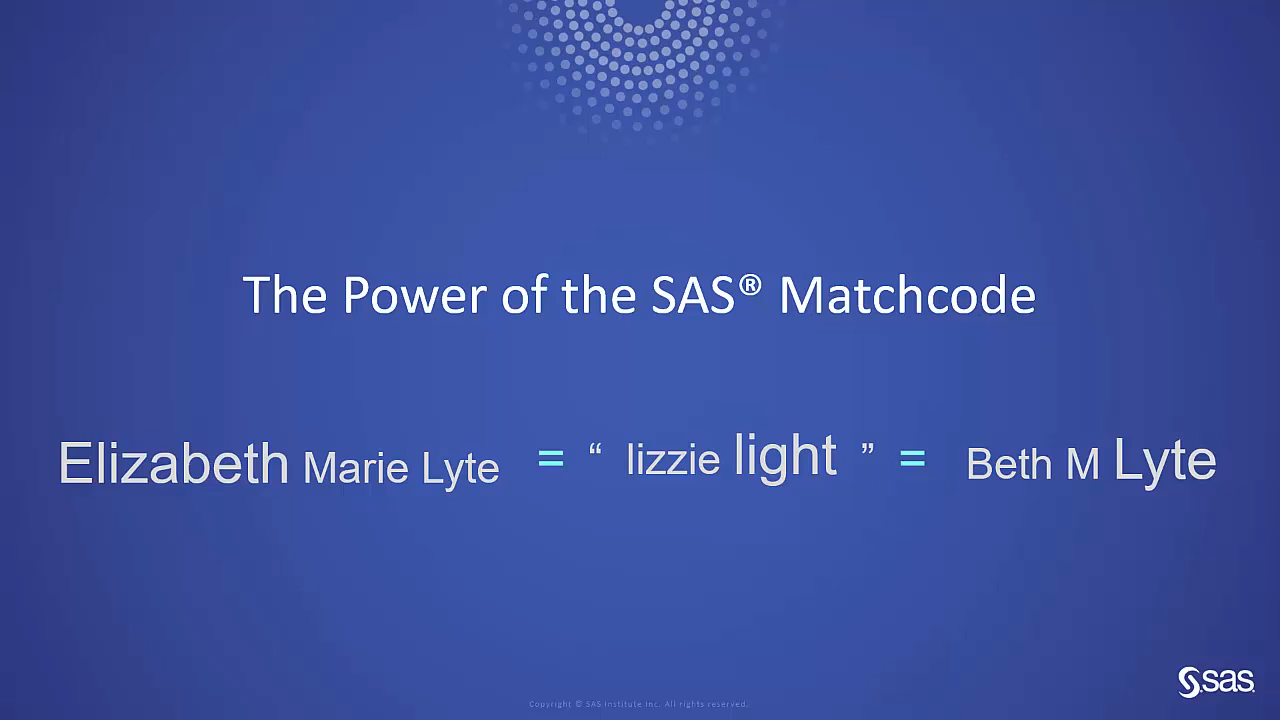 The Power of the SAS® Matchcode
Elizabeth Marie Lyte = “ lizzie light ” = Beth M Lyte
sas
Copyright © SAS Institute Inc. All rights reserved.